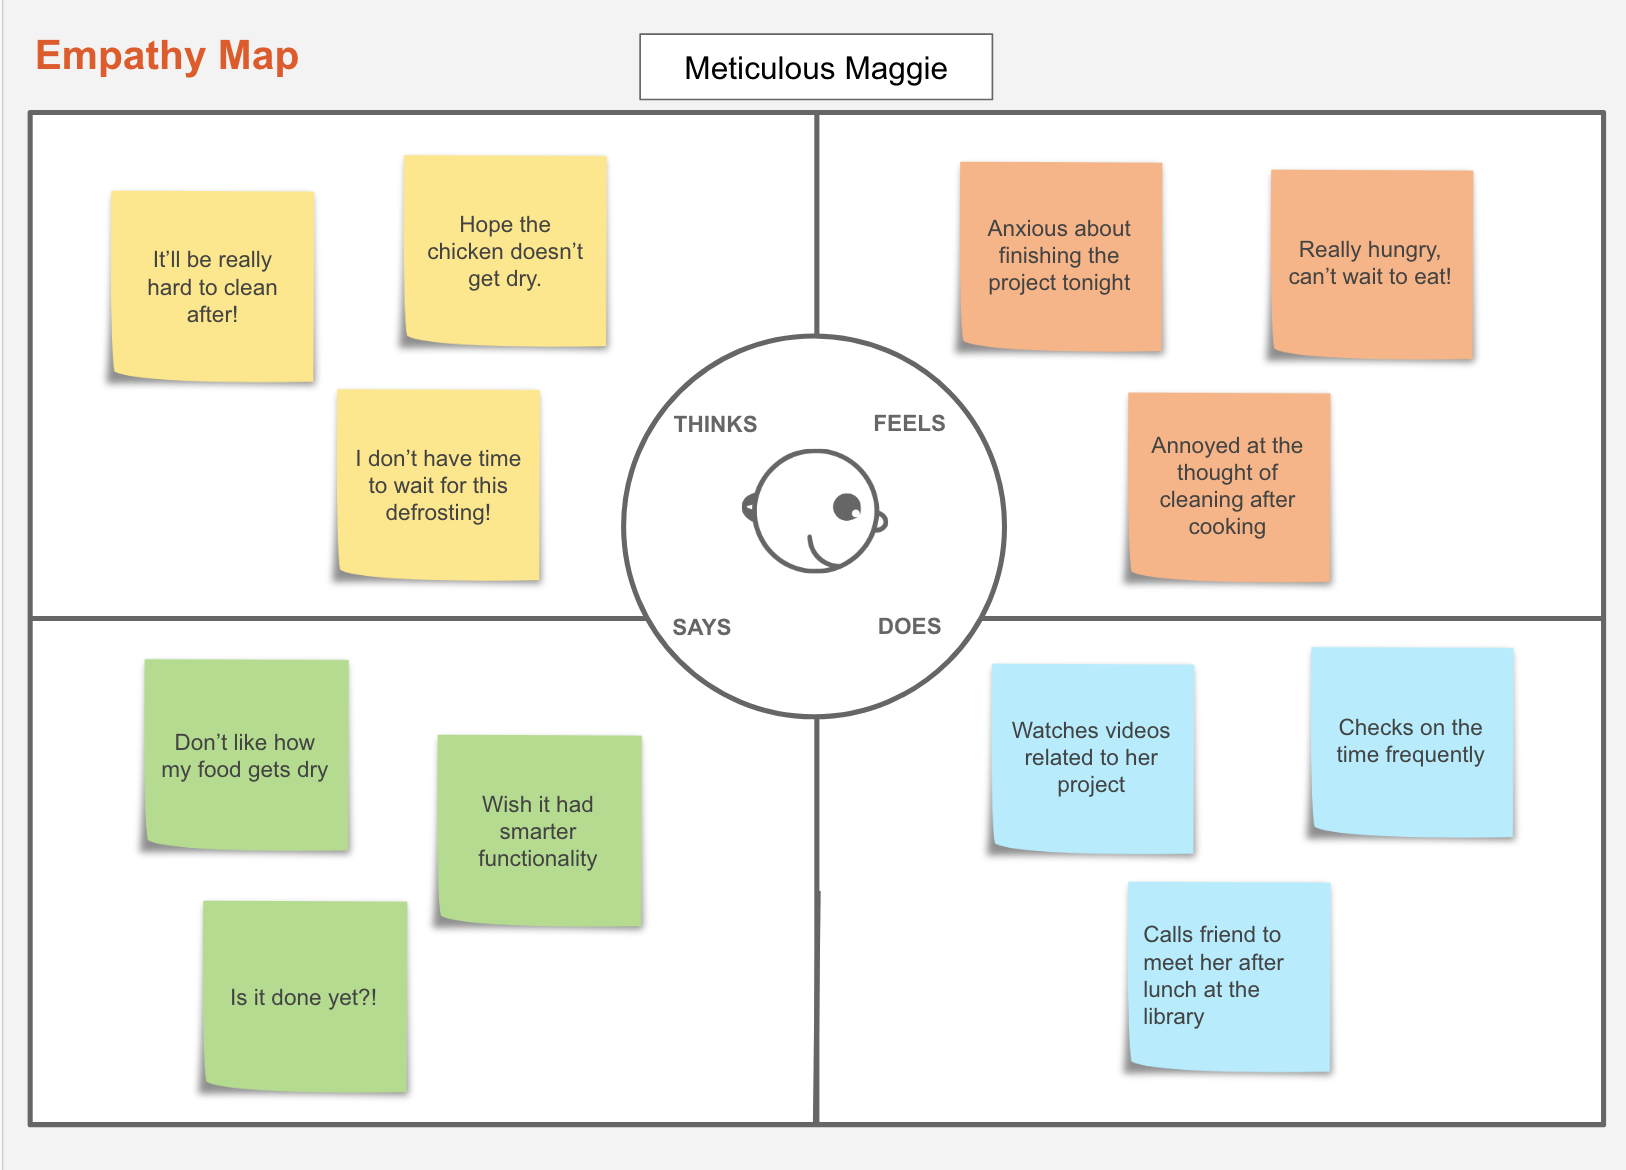 Empathy Map
Meticulous Maggie
It’ll be really
hard to clean
after!
Hope the
chicken doesn’t
get dry.
I don’t have time
to wait for this
defrosting!
Anxious about
finishing the
project tonight
Really hungry,
can’t wait to eat!
Annoyed at the
thought of
cleaning after
cooking
THINKS
FEELS
SAYS
DOES
Don’t like how
my food gets dry
Wish it had
smarter
functionality
Is it done yet?!
Watches videos
related to her
project
Checks on the
time frequently
Calls friend to
meet her after
lunch at the
library